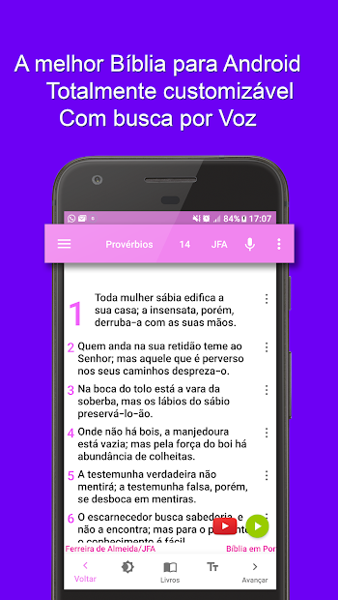 A melhor Bíblia para Android
Totalmente customizável
Com busca por Voz
84% 17:07
Provérbios 14 JFA
1 Toda mulher sábia edifica a
sua casa; a insensata, porém,
derruba-a com as suas mãos.
2 Quem anda na sua retidão teme ao
Senhor; mas aquele que é perverso
nos seus caminhos despreza-o.
3 Na boca do tolo está a vara da
soberba, mas os lábios do sábio
preservá-lo-ão.
4 Onde não há bois, a manjedoura
está vazia; mas pela força do boi há
abundância de colheitas.
5 A testemunha verdadeira não
mentirá; a testemunha falsa, porém,
se desboca em mentiras.
6 O escarnecedor busca sabedoria, e
não a encontra; mas para o
o conhecimento é fácil.
Ferreira de Almeida/JFA Bíblia em Por
Voltar Livros TT Avançar